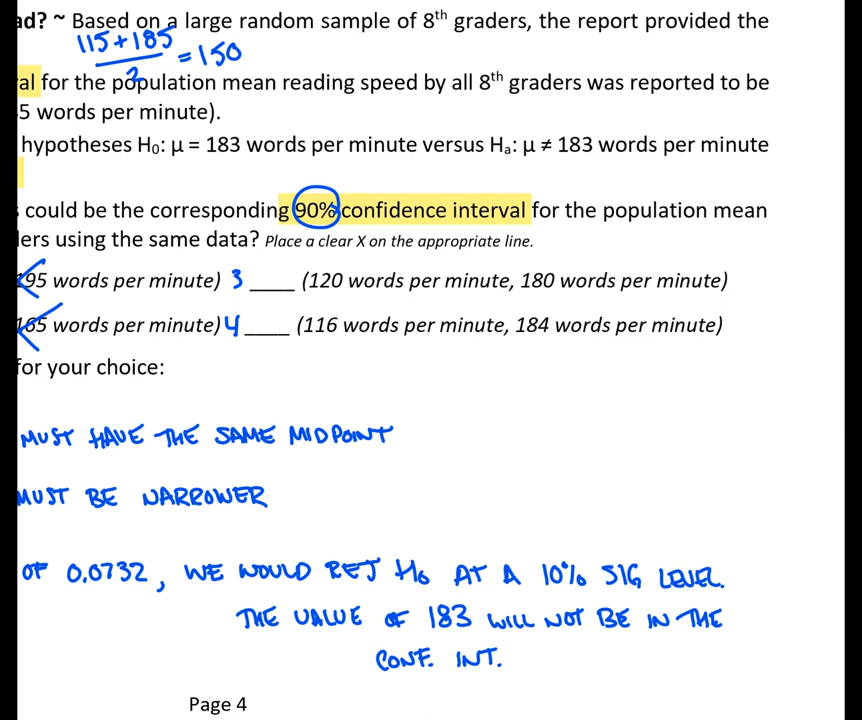 ad? ~ Based on a large random sample of 8th graders, the report provided the
115+185
2
=150
al for the population mean reading speed by all 8th graders was reported to be
5 words per minute).
hypotheses H₀: µ = 183 words per minute versus Hₐ: µ ≠ 183 words per minute
could be the corresponding 90% confidence interval for the population mean
ers using the same data? Place a clear X on the appropriate line.
195 words per minute) 3 ____ (120 words per minute, 180 words per minute)
165 words per minute) 4 ____ (116 words per minute, 184 words per minute)
for your choice:
MUST HAVE THE SAME MIDPOINT
MUST BE NARROWER
OF 0.0732, WE WOULD REJ H₀ AT A 10% SIG LEVEL.
THE VALUE OF 183 WILL NOT BE IN THE
CONF. INT.
Page 4